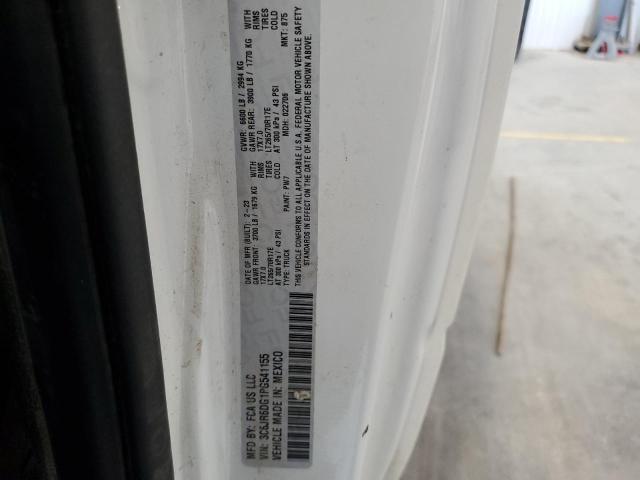 MFD BY: FCA US LLC
VIN: 3C6JR6DG1PG541155
VEHICLE MADE IN: MEXICO
DATE OF MFR (BUILT): 2-23
GAWR FRONT: 3700 LB / 1679 KG
17X7.0
LT265/70R17E
AT 300 kPa / 43 PSI
TYPE: TRUCK
WITH
RIMS
TIRES
COLD
PAINT: PW7
GVWR: 6600 LB / 2994 KG
GAWR REAR: 3900 LB / 1770 KG
17X7.0
LT265/70R17E
AT 300 kPa / 43 PSI
MDH: 022706
WITH
RIMS
TIRES
COLD
MKT: 875
THIS VEHICLE CONFORMS TO ALL APPLICABLE U.S.A. FEDERAL MOTOR VEHICLE SAFETY
STANDARDS IN EFFECT ON THE DATE OF MANUFACTURE SHOWN ABOVE.